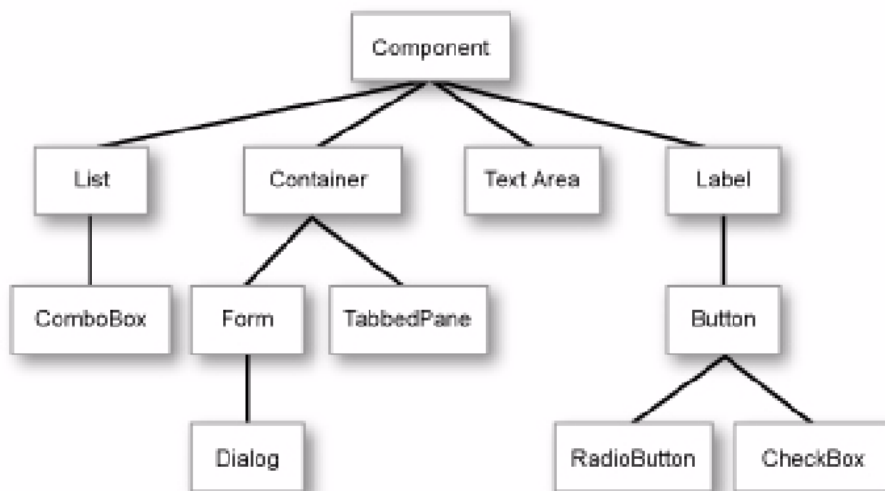 Component
List
Container
Text Area
Label
ComboBox
Form
TabbedPane
Button
Dialog
RadioButton
CheckBox